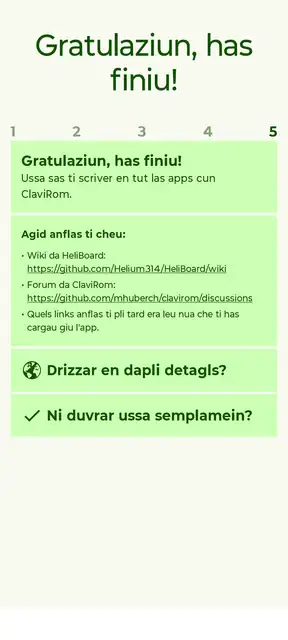 Gratulaziun, has
finiu!
1 2 3 4 5
Gratulaziun, has finiu!
Ussa sas ti scriver en tut las apps cun
ClaviRom.
Agid anflas ti cheu:
• Wiki da HeliBoard:
https://github.com/Helium314/HeliBoard/wiki
• Forum da ClaviRom:
https://github.com/mhuberch/clavirom/discussions
• Quels links anflas ti pli tard era leu nua che ti has
cargau giu l'app.
Drizzar en dapli detagls?
Ni duvrar ussa semplamein?